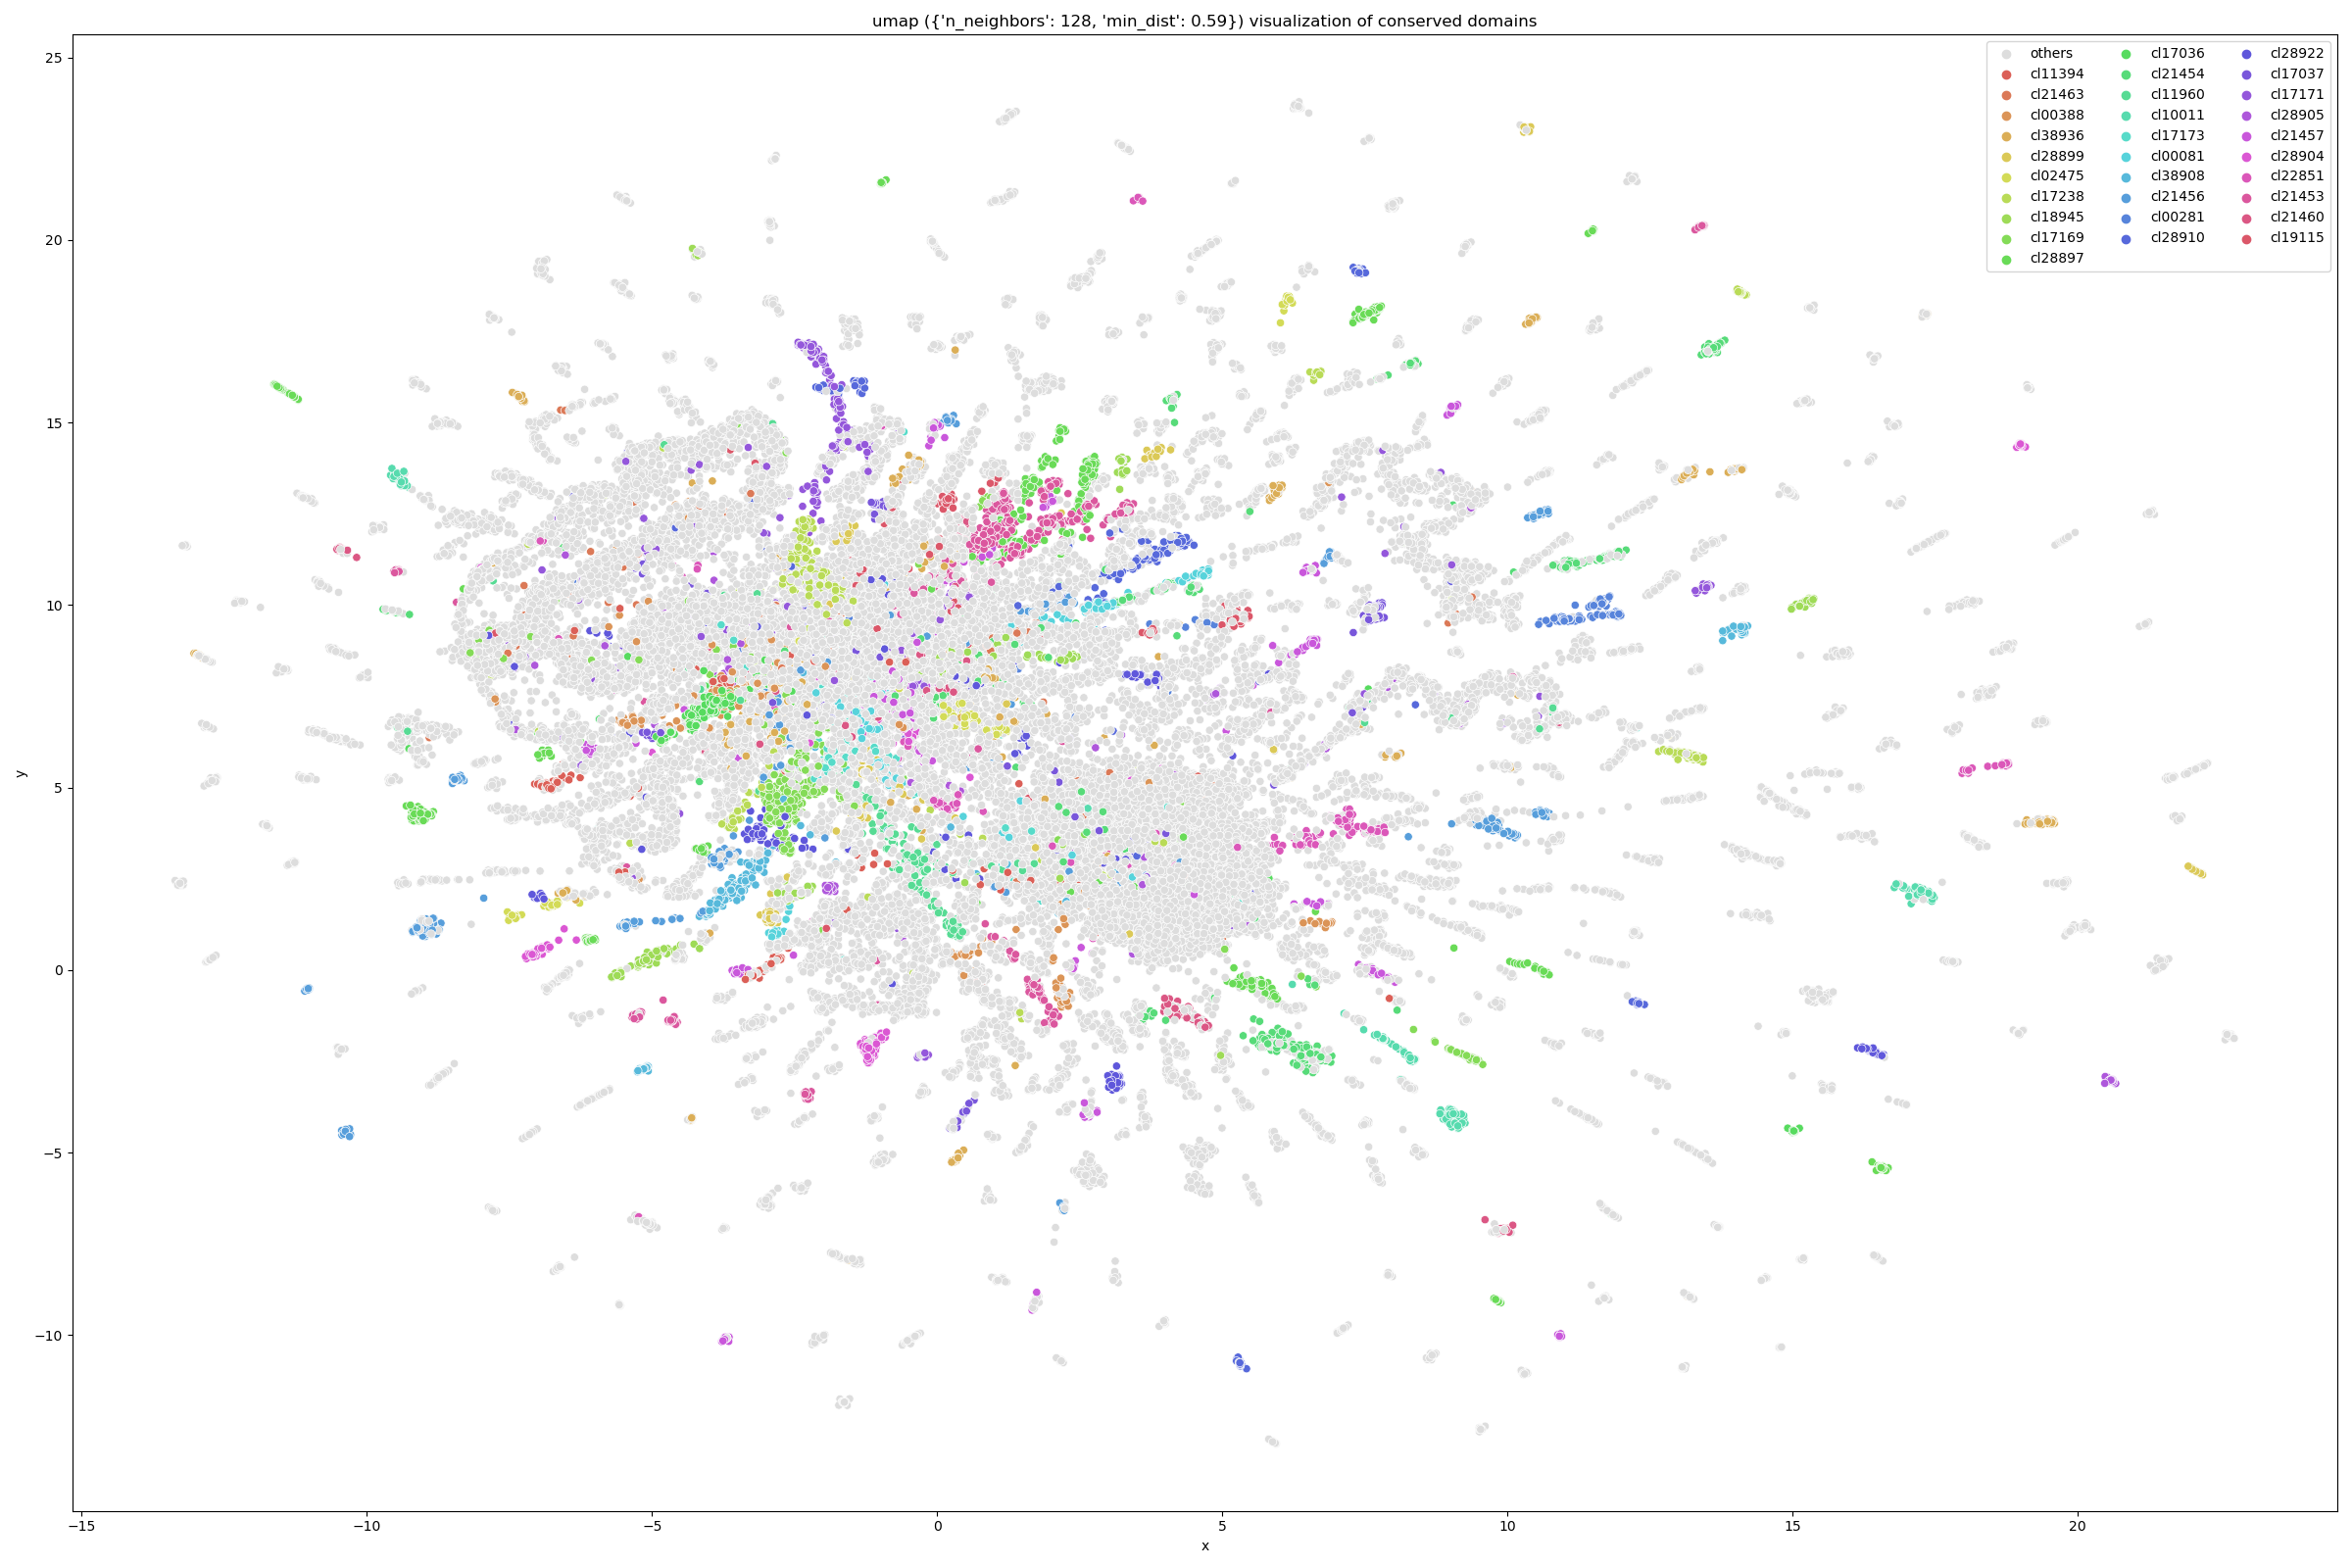 umap ({'n_neighbors': 128, 'min_dist': 0.59}) visualization of conserved domains
others
cl11394
cl21463
cl00388
cl38936
cl28899
cl02475
cl17238
cl18945
cl17169
cl28897
cl17036
cl21454
cl11960
cl10011
cl17173
cl00081
cl38908
cl21456
cl00281
cl28910
cl28922
cl17037
cl17171
cl28905
cl21457
cl28904
cl22851
cl21453
cl21460
cl19115
25
20
15
10
5
0
−5
−10
y
−15
−10
−5
0
5
10
15
20
x